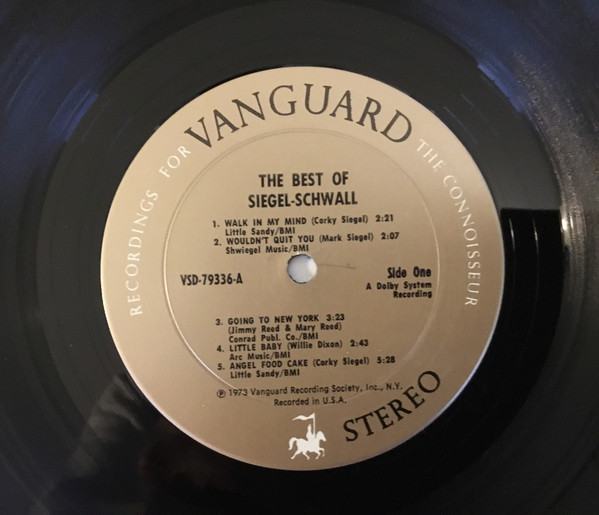 RECORDINGS FOR VANGUARD THE CONNOISSEUR
THE BEST OF
SIEGEL-SCHWALL
1. WALK IN MY MIND (Corky Siegel) 2:21
Little Sandy/BMI
2. WOULDN'T QUIT YOU (Mark Siegel) 2:07
Shwiegel Music/BMI
VSD-79336-A
Side One
A Dolby System
Recording
3. GOING TO NEW YORK 3:23
(Jimmy Reed & Mary Reed)
Conrad Publ. Co./BMI
4. LITTLE BABY (Willie Dixon) 2:43
Arc Music/BMI
5. ANGEL FOOD CAKE (Corky Siegel) 5:28
Little Sandy/BMI
℗ 1973 Vanguard Recording Society, Inc., N.Y.
Recorded in U.S.A.
STEREO